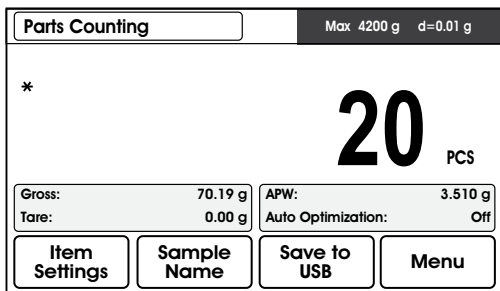 Parts Counting Max 4200 g d=0.01 g
*
20 PCS
Gross: 70.19 g APW: 3.510 g
Tare: 0.00 g Auto Optimization: Off
Item Settings Sample Name Save to USB Menu